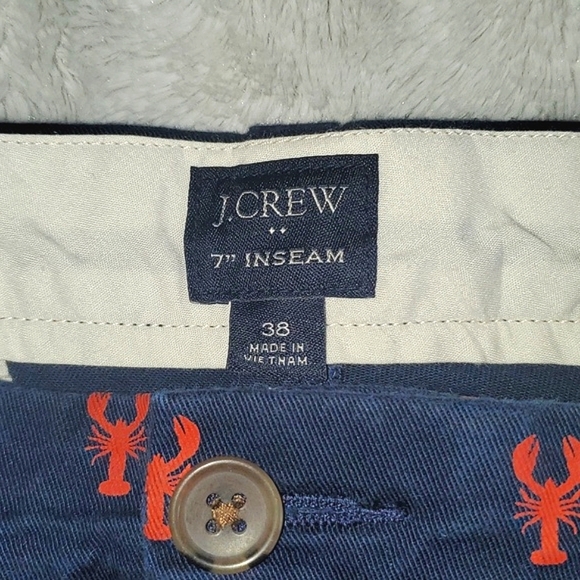 J.CREW
7" INSEAM
38
MADE IN
VIETNAM